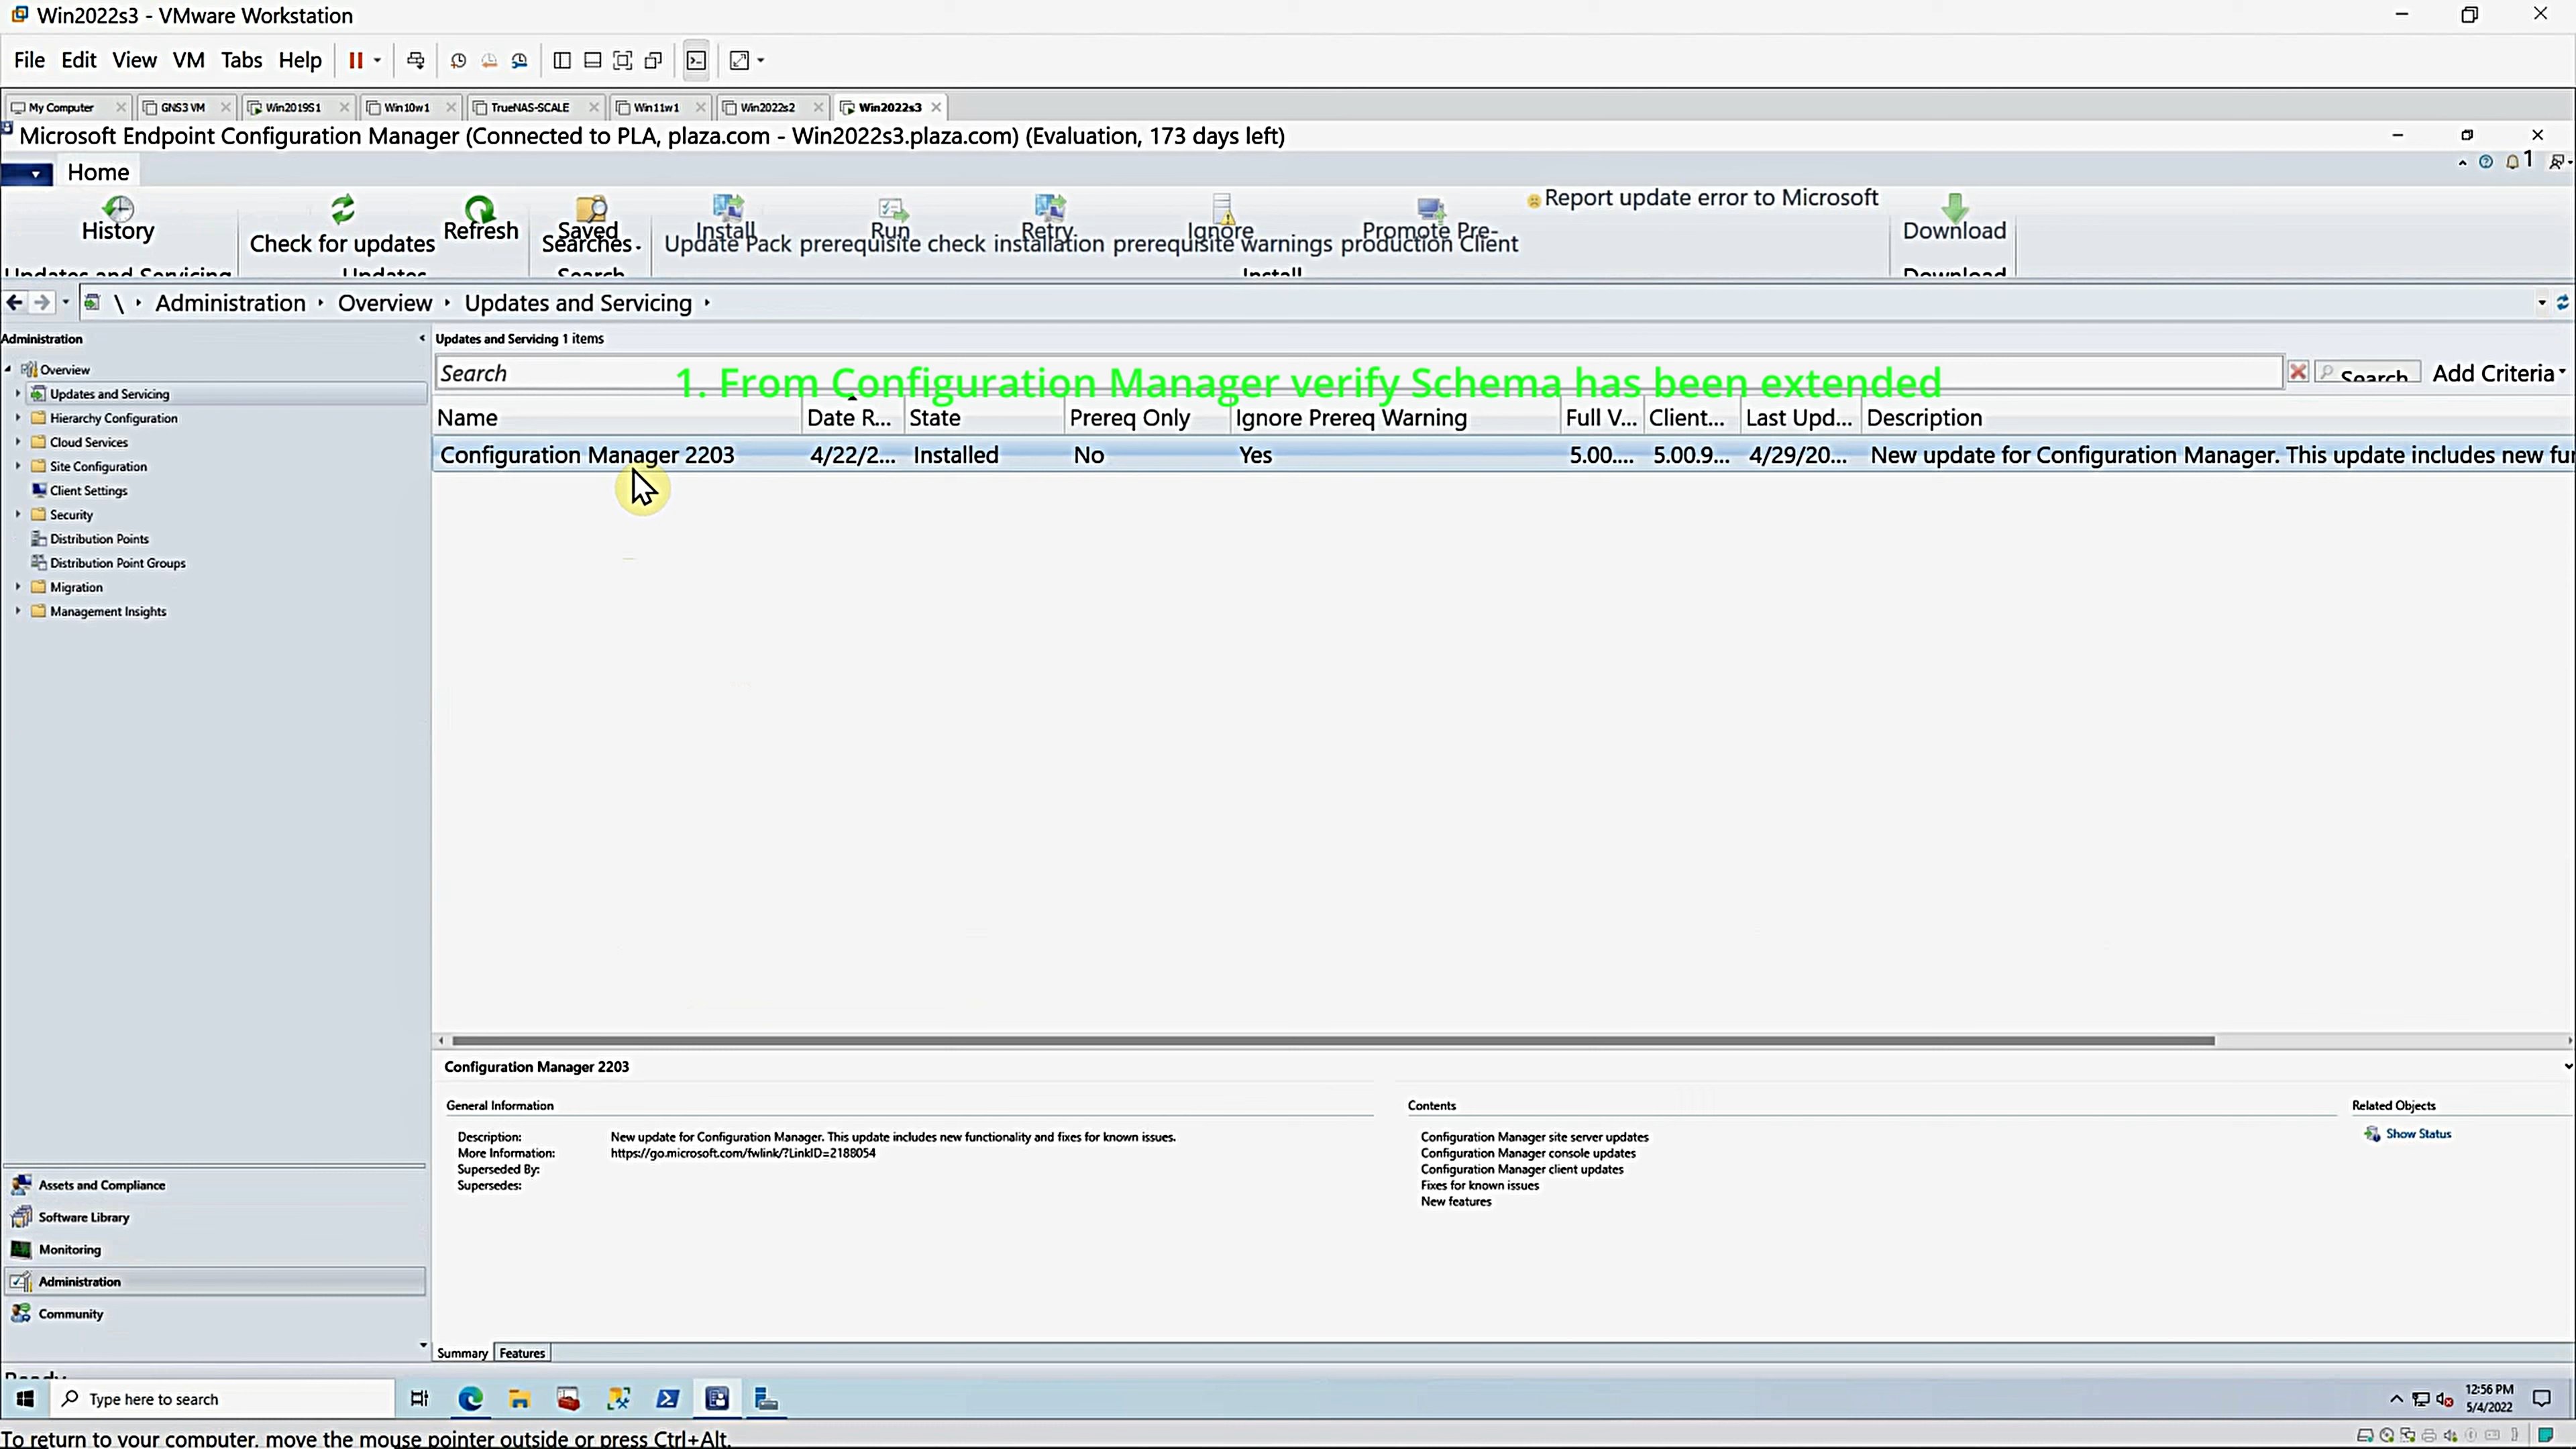 Win2022s3 - VMware Workstation
File Edit View VM Tabs Help
My Computer GNS3 VM Win2019S1 Win10w1 TrueNAS-SCALE Win11w1 Win2022s2 Win2022s3
Microsoft Endpoint Configuration Manager (Connected to PLA, plaza.com - Win2022s3.plaza.com) (Evaluation, 173 days left)
1
Home
History
Check for updates
Refresh
Saved
Searches
Install
Update Pack
Run
prerequisite check
Retry
installation
Ignore
prerequisite warnings
Promote Pre-
production Client
Report update error to Microsoft
Download
Updates and Servicing Updates Search Install Download
\ Administration Overview Updates and Servicing
Administration
Overview
Updates and Servicing
Hierarchy Configuration
Cloud Services
Site Configuration
Client Settings
Security
Distribution Points
Distribution Point Groups
Migration
Management Insights
Assets and Compliance
Software Library
Monitoring
Administration
Community
Updates and Servicing 1 items
Search Search Add Criteria
1. From Configuration Manager verify Schema has been extended
Name Date R... State Prereq Only Ignore Prereq Warning Full V... Client... Last Upd... Description
Configuration Manager 2203 4/22/2... Installed No Yes 5.00.... 5.00.9... 4/29/20... New update for Configuration Manager. This update includes new fu
Configuration Manager 2203
General Information
Description: New update for Configuration Manager. This update includes new functionality and fixes for known issues.
More Information: https://go.microsoft.com/fwlink/?LinkID=2188054
Superseded By:
Supersedes:
Contents
Configuration Manager site server updates
Configuration Manager console updates
Configuration Manager client updates
Fixes for known issues
New features
Related Objects
Show Status
Summary Features
Ready
Type here to search
12:56 PM
5/4/2022
To return to your computer, move the mouse pointer outside or press Ctrl+Alt.